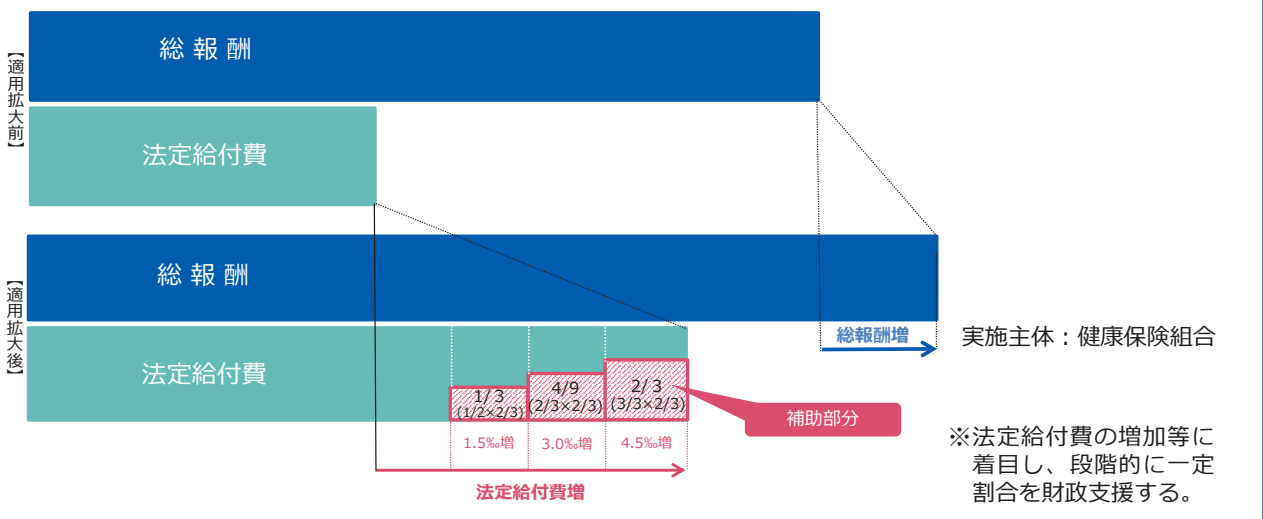 【適用拡大前】
総報酬
法定給付費
【適用拡大後】
総報酬
総報酬増
実施主体：健康保険組合
法定給付費
1/3
(1/2×2/3)
4/9
(2/3×2/3)
2/3
(3/3×2/3)
補助部分
1.5‰増
3.0‰増
4.5‰増
法定給付費増
※法定給付費の増加等に
着目し、段階的に一定
割合を財政支援する。